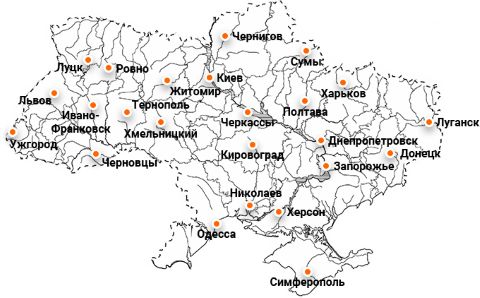 Чернигов
Сумы
Луцк
Ровно
Киев
Житомир
Харьков
Львов
Тернополь
Полтава
Ивано-
Франковск
Черкассы
Луганск
Хмельницкий
Ужгород
Днепропетровск
Кировоград
Донецк
Черновцы
Запорожье
Николаев
Херсон
Одесса
Симферополь